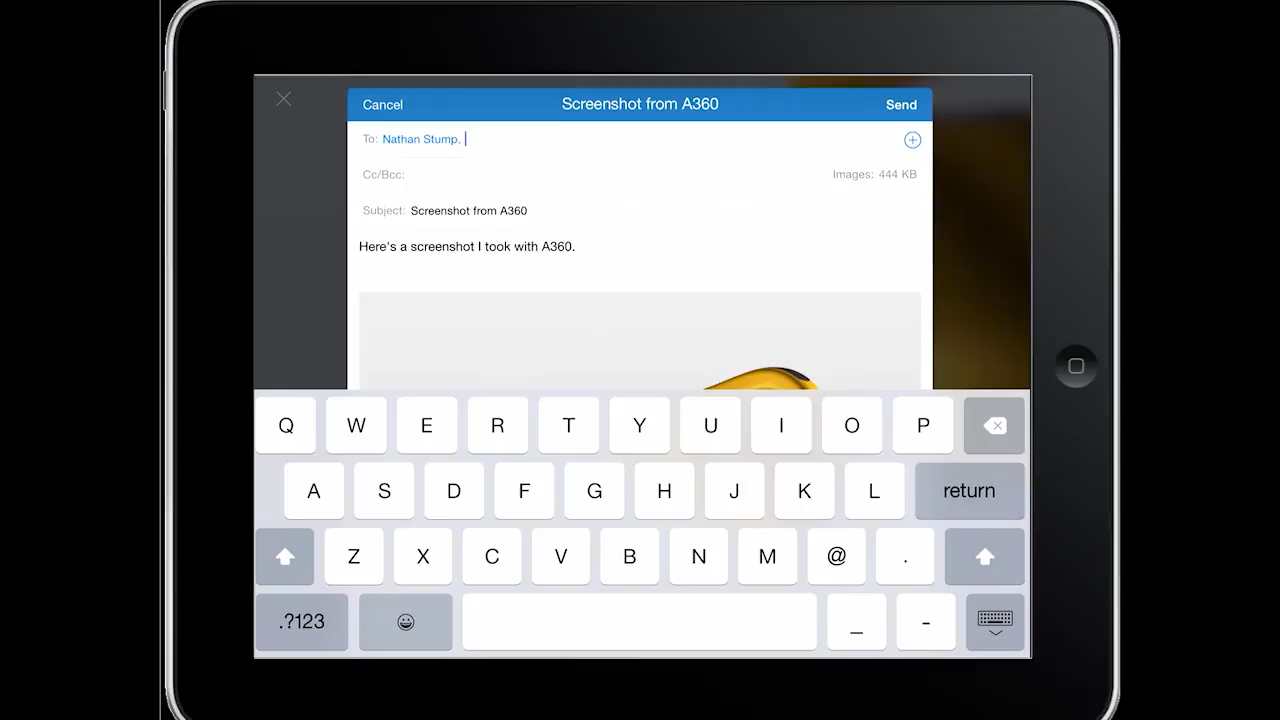 Cancel Screenshot from A360 Send
To: Nathan Stump,
Cc/Bcc: Images: 444 KB
Subject: Screenshot from A360
Here's a screenshot I took with A360.
Q W E R T Y U I O P
A S D F G H J K L return
Z X C V B N M @ .
.?123 _ -